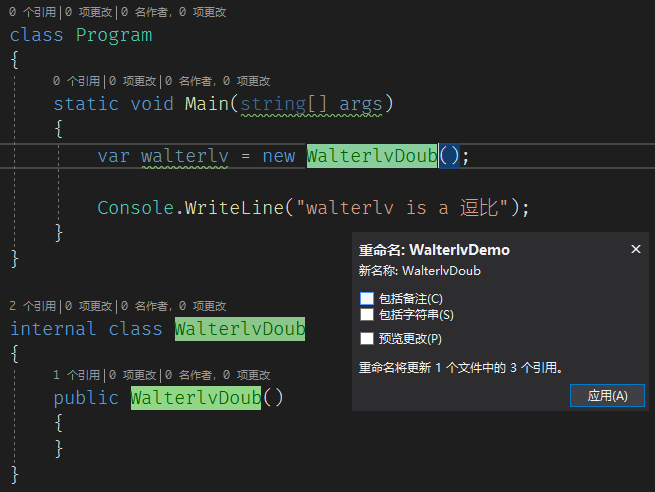 0 个引用|0 项更改|0 名作者，0 项更改
class Program
{
0 个引用|0 项更改|0 名作者，0 项更改
static void Main(string[] args)
{
var walterlv = new WalterlvDoub();
Console.WriteLine("walterlv is a 逗比");
}
}
重命名: WalterlvDemo
新名称: WalterlvDoub
包括备注(C)
包括字符串(S)
预览更改(P)
重命名将更新 1 个文件中的 3 个引用。
应用(A)
2 个引用|0 项更改|0 名作者，0 项更改
internal class WalterlvDoub
{
1 个引用|0 项更改|0 名作者，0 项更改
public WalterlvDoub()
{
}
}